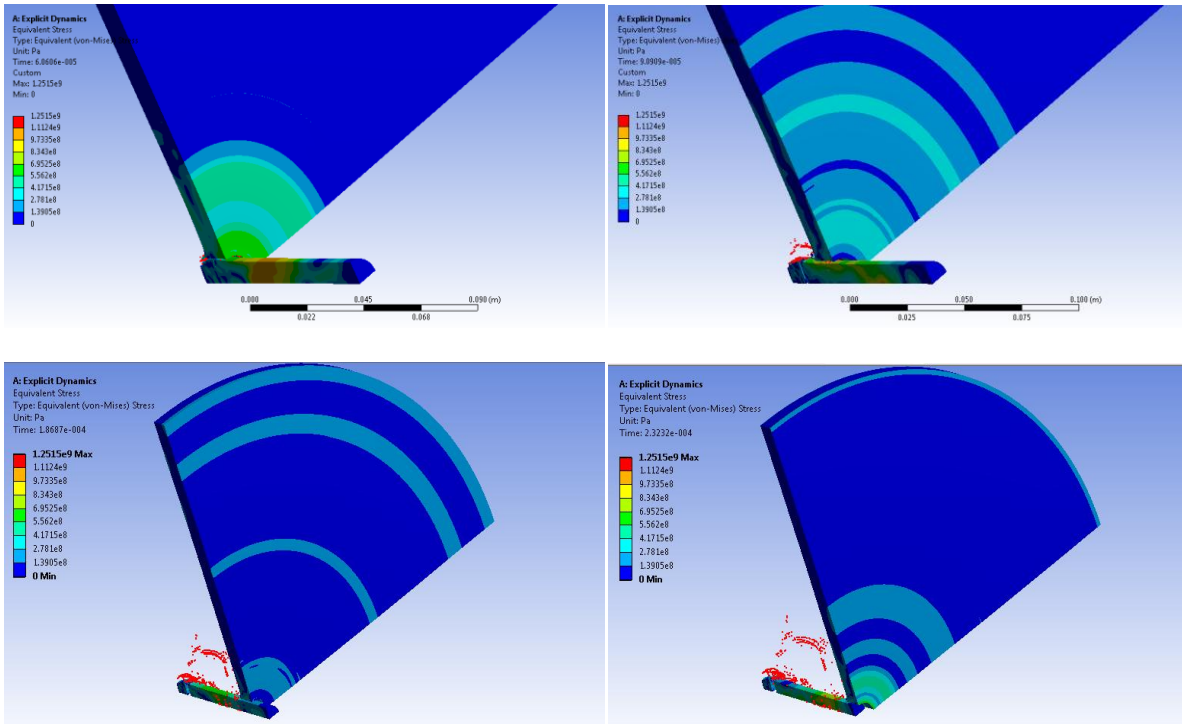 A: Explicit Dynamics
Equivalent Stress
Type: Equivalent (von-Mises)
Unit: Pa
Time: 6.0606e-005
Custom
Max: 1.2515e9
Min: 0
1.2515e9
1.1124e9
9.7335e8
8.343e8
6.9525e8
5.562e8
4.1715e8
2.781e8
1.3905e8
0
0.000
0.045
0.090 (m)
0.022
0.068
A: Explicit Dynamics
Equivalent Stress
Type: Equivalent (von-Mises)
Unit: Pa
Time: 9.0909e-005
Custom
Max: 1.2515e9
Min: 0
1.2515e9
1.1124e9
9.7335e8
8.343e8
6.9525e8
5.562e8
4.1715e8
2.781e8
1.3905e8
0
0.000
0.050
0.100 (m)
0.025
0.075
A: Explicit Dynamics
Equivalent Stress
Type: Equivalent (von-Mises) Stress
Unit: Pa
Time: 1.8687e-004
1.2515e9 Max
1.1124e9
9.7335e8
8.343e8
6.9525e8
5.562e8
4.1715e8
2.781e8
1.3905e8
0 Min
A: Explicit Dynamics
Equivalent Stress
Type: Equivalent (von-Mises) Stress
Unit: Pa
Time: 2.3232e-004
1.2515e9 Max
1.1124e9
9.7335e8
8.343e8
6.9525e8
5.562e8
4.1715e8
2.781e8
1.3905e8
0 Min